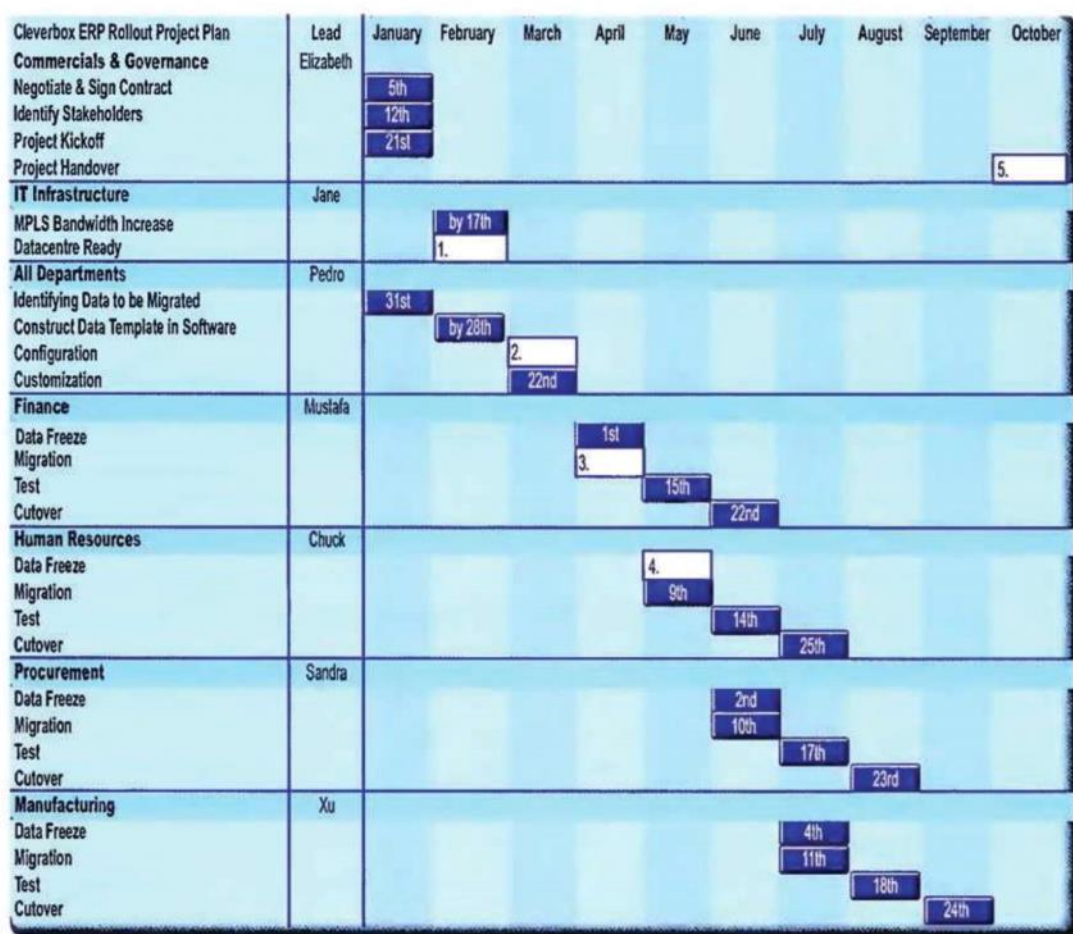 Cleverbox ERP Rollout Project Plan Lead January February March April May June July August September October
Commercials & Governance Elizabeth
Negotiate & Sign Contract 5th
Identify Stakeholders 12th
Project Kickoff 21st
Project Handover 5.
IT Infrastructure Jane
MPLS Bandwidth Increase by 17th
Datacentre Ready 1.
All Departments Pedro
Identifying Data to be Migrated 31st
Construct Data Template in Software by 28th
Configuration 2.
Customization 22nd
Finance Mustafa
Data Freeze 1st
Migration 3.
Test 15th
Cutover 22nd
Human Resources Chuck
Data Freeze 4.
Migration 9th
Test 14th
Cutover 25th
Procurement Sandra
Data Freeze 2nd
Migration 10th
Test 17th
Cutover 23rd
Manufacturing Xu
Data Freeze 4th
Migration 11th
Test 18th
Cutover 24th